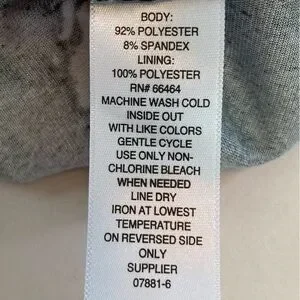 BODY:
92% POLYESTER
8% SPANDEX
LINING:
100% POLYESTER
RN# 66464
MACHINE WASH COLD
INSIDE OUT
WITH LIKE COLORS
GENTLE CYCLE
USE ONLY NON-
CHLORINE BLEACH
WHEN NEEDED
LINE DRY
IRON AT LOWEST
TEMPERATURE
ON REVERSED SIDE
ONLY
SUPPLIER
07881-6